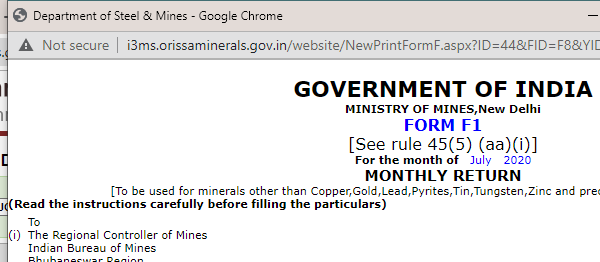 Department of Steel & Mines - Google Chrome
Not secure | i3ms.orissaminerals.gov.in/website/NewPrintFormF.aspx?ID=44&FID=F8&YID
GOVERNMENT OF INDIA
MINISTRY OF MINES,New Delhi
FORM F1
[See rule 45(5) (aa)(i)]
For the month of July 2020
MONTHLY RETURN
[To be used for minerals other than Copper,Gold,Lead,Pyrites,Tin,Tungsten,Zinc and
(Read the instructions carefully before filling the particulars)
To
(i) The Regional Controller of Mines
Indian Bureau of Mines
Bhubaneswar Region